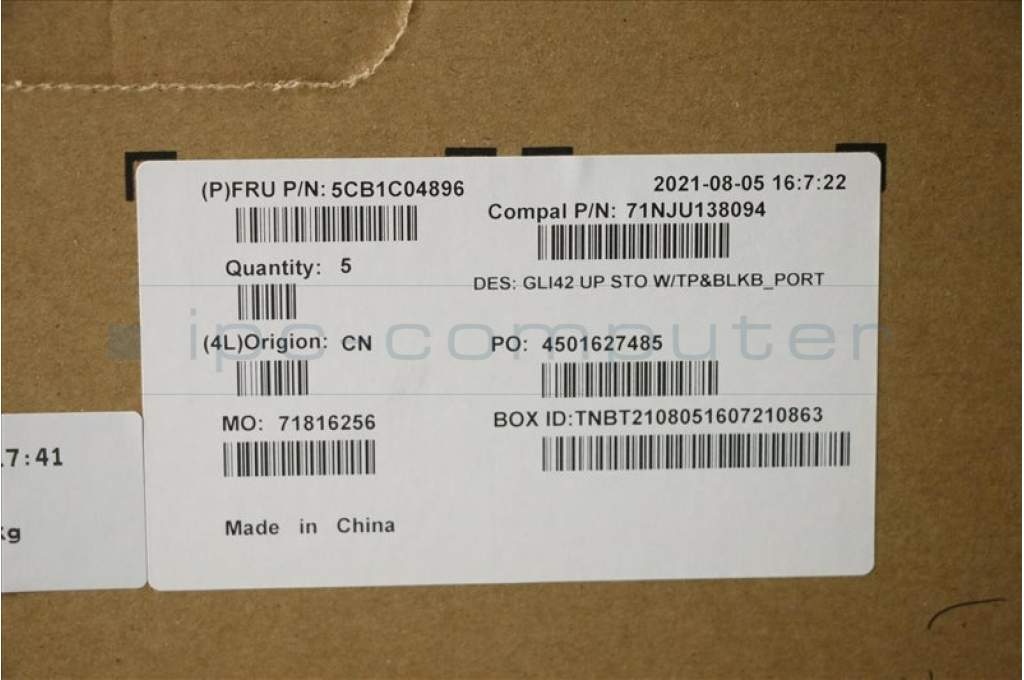 (P)FRU P/N: 5CB1C04896
2021-08-05 16:7:22
Compal P/N: 71NJU138094
Quantity: 5
DES: GLI42 UP STO W/TP&BLKB_PORT
ipc computer
(4L)Origion: CN
PO: 4501627485
MO: 71816256
BOX ID:TNBT2108051607210863
7:41
Kg
Made in China